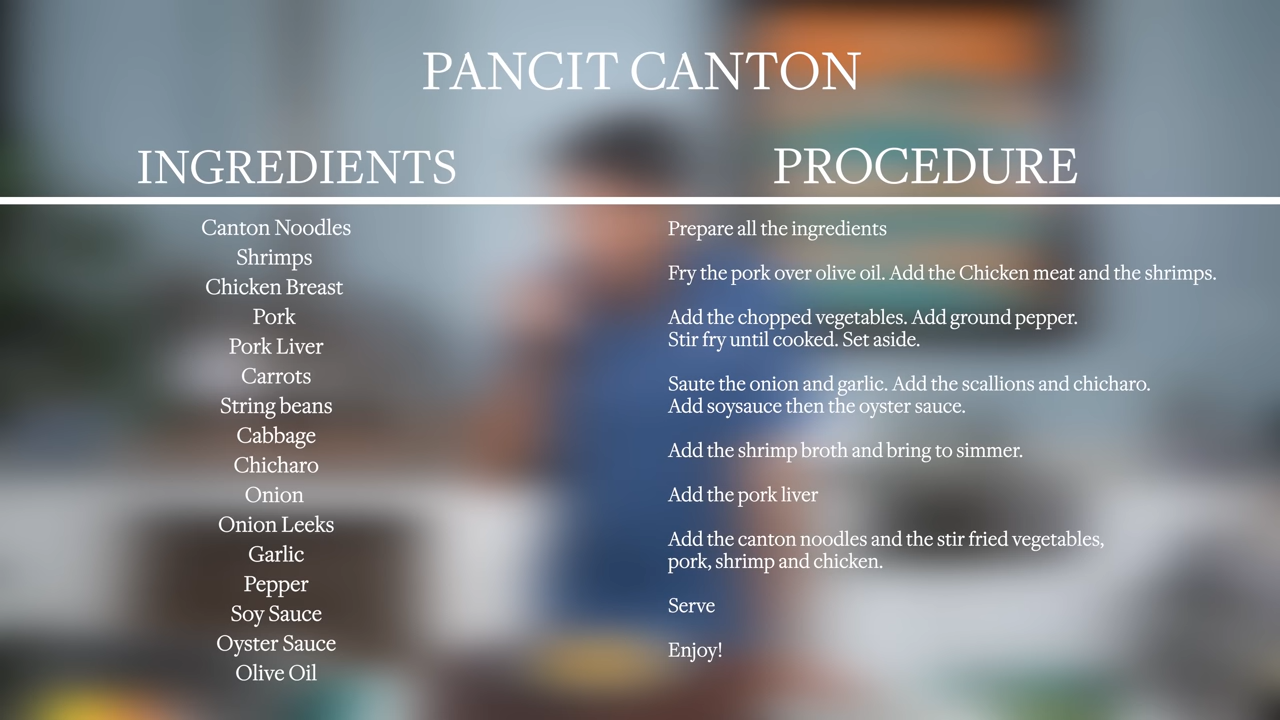 PANCIT CANTON
INGREDIENTS
Canton Noodles
Shrimps
Chicken Breast
Pork
Pork Liver
Carrots
String beans
Cabbage
Chicharo
Onion
Onion Leeks
Garlic
Pepper
Soy Sauce
Oyster Sauce
Olive Oil
PROCEDURE
Prepare all the ingredients
Fry the pork over olive oil. Add the Chicken meat and the shrimps.
Add the chopped vegetables. Add ground pepper.
Stir fry until cooked. Set aside.
Saute the onion and garlic. Add the scallions and chicharo.
Add soysauce then the oyster sauce.
Add the shrimp broth and bring to simmer.
Add the pork liver
Add the canton noodles and the stir fried vegetables,
pork, shrimp and chicken.
Serve
Enjoy!